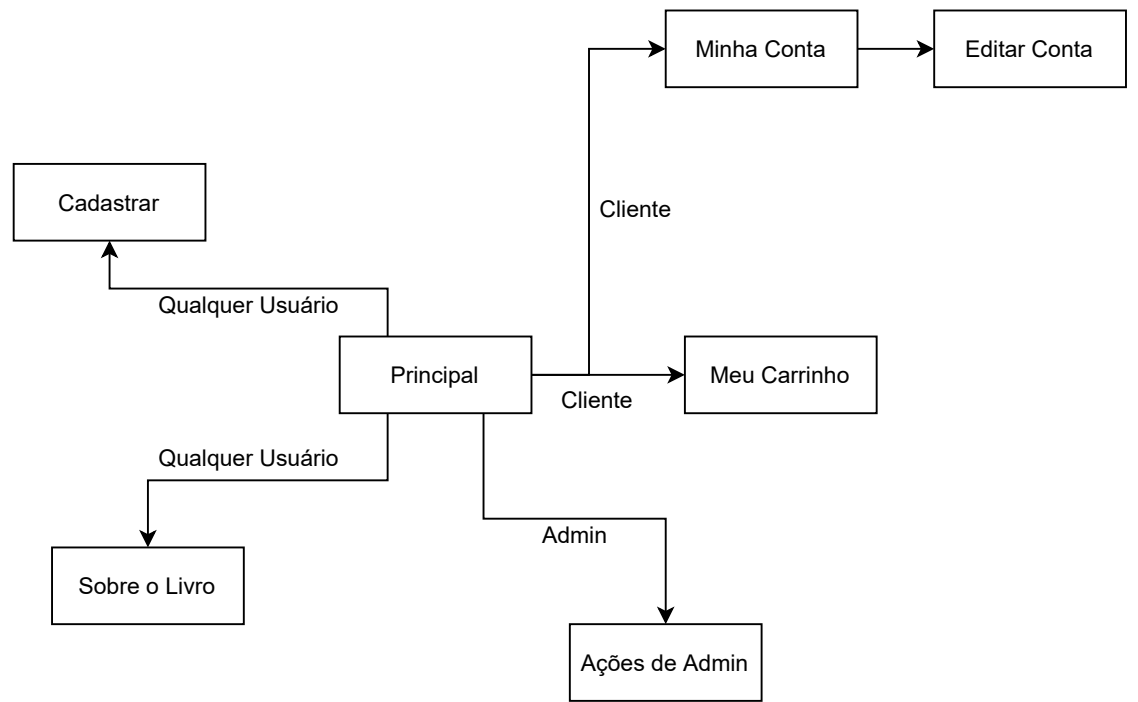 Minha Conta
Editar Conta
Cadastrar
Cliente
Qualquer Usuário
Principal
Meu Carrinho
Cliente
Qualquer Usuário
Admin
Sobre o Livro
Ações de Admin